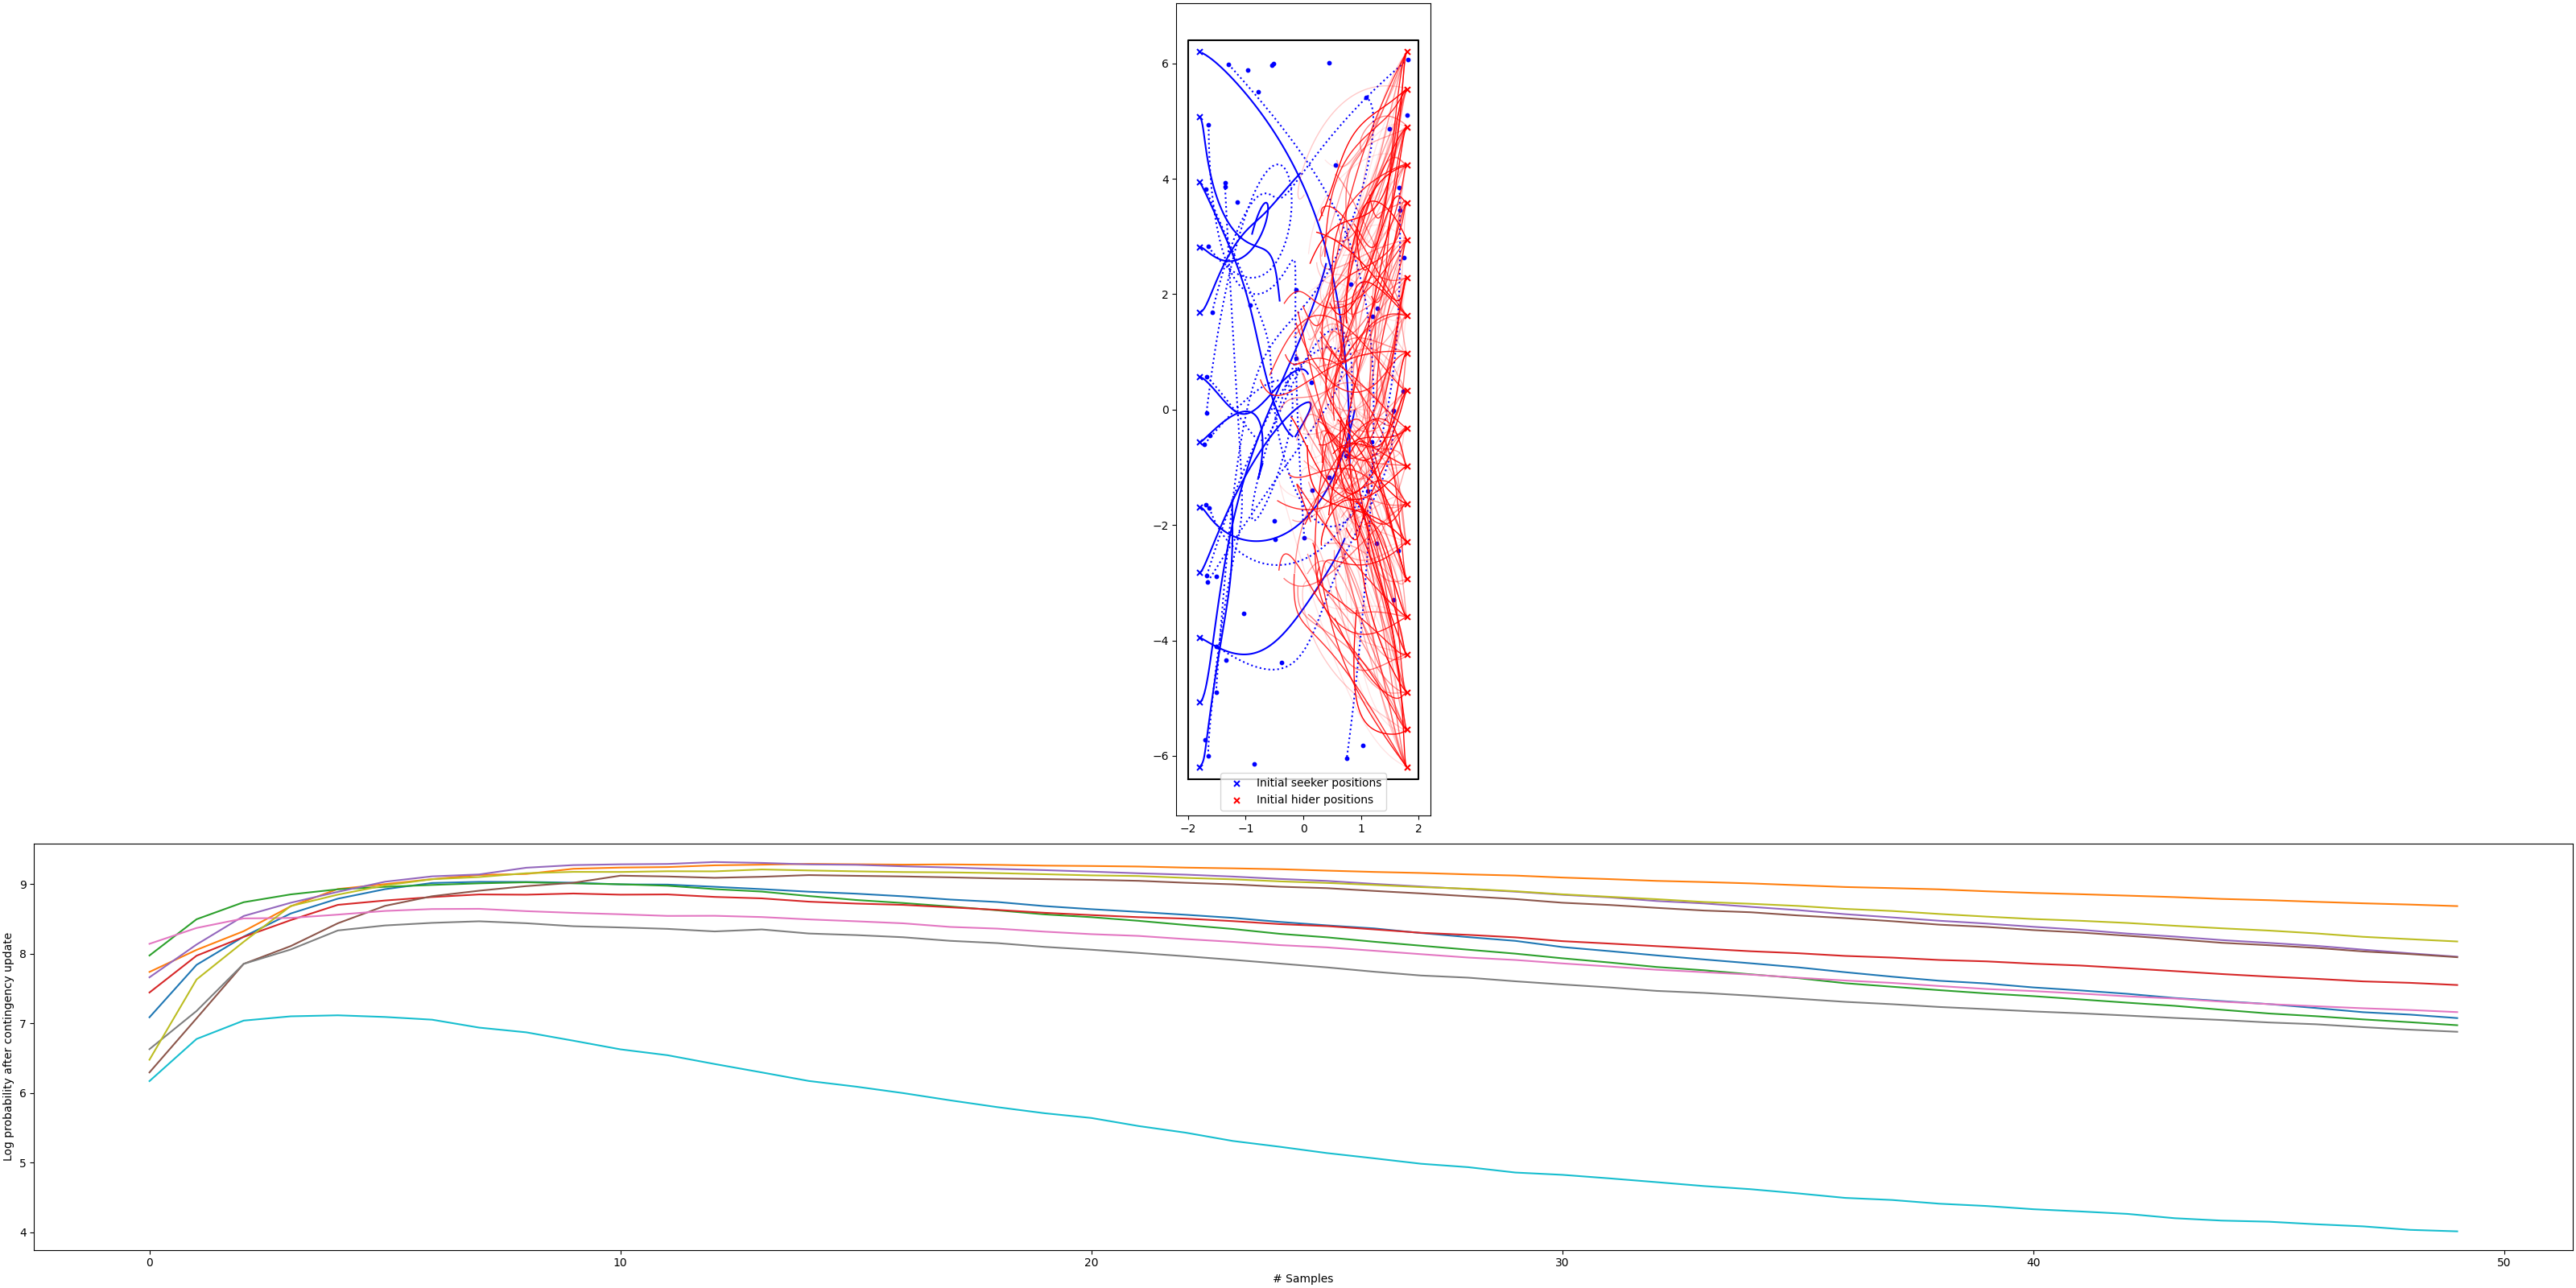 6
4
2
0
−2
−4
−6
Initial seeker positions
Initial hider positions
−2 −1 0 1 2
9
8
7
6
5
4
Log probability after contingency update
0 10 20 30 40 50
# Samples